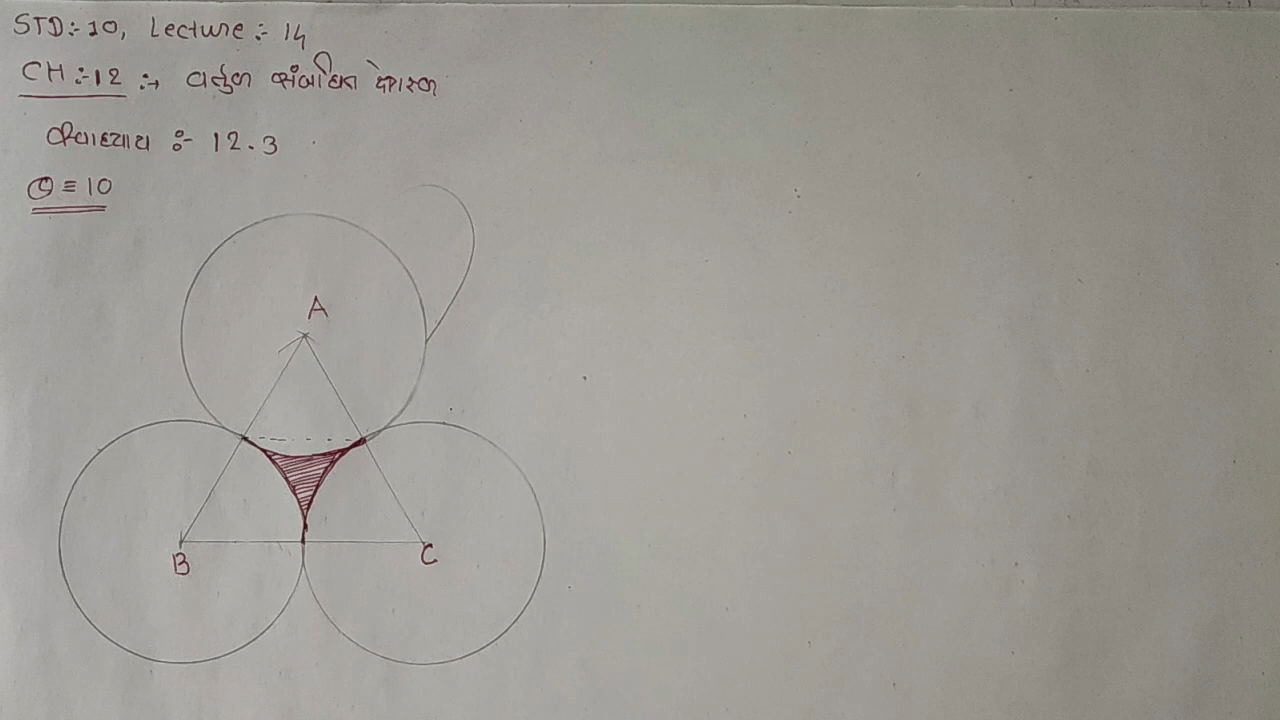 STD:- 10, Lecture :- 14
CH :- 12 :→ વર્તુળ સંબંધિત ક્ષેત્રફળ
સ્વાધ્યાય :- 12.3
Q = 10
A
B
C